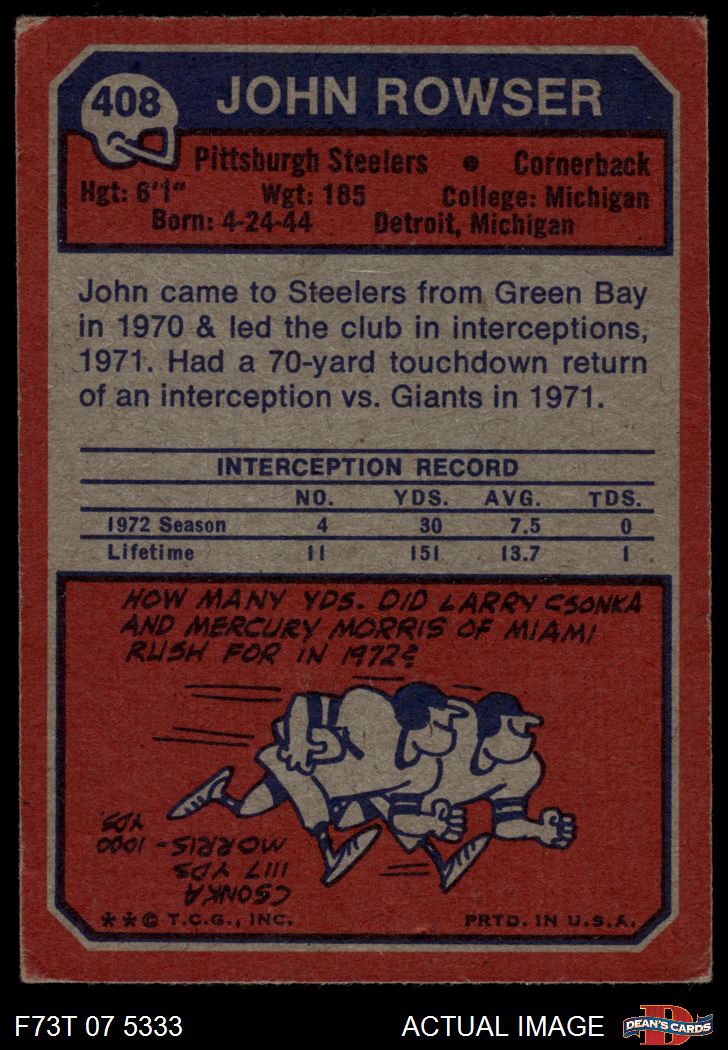 408
JOHN ROWSER
Pittsburgh Steelers • Cornerback
Hgt: 6'1" Wgt: 185 College: Michigan
Born: 4-24-44 Detroit, Michigan
John came to Steelers from Green Bay
in 1970 & led the club in interceptions,
1971. Had a 70-yard touchdown return
of an interception vs. Giants in 1971.
INTERCEPTION RECORD
NO. YDS. AVG. TDS.
1972 Season 4 30 7.5 0
Lifetime 11 151 13.7 1
HOW MANY YDS. DID LARRY CSONKA
AND MERCURY MORRIS OF MIAMI
RUSH FOR IN 1972?
CSONKA
1117 YDS
MORRIS - 1000
YDS.
**© T.C.G., INC. PRTD. IN U.S.A.
F73T 07 5333 ACTUAL IMAGE
D
DEAN'S CARDS